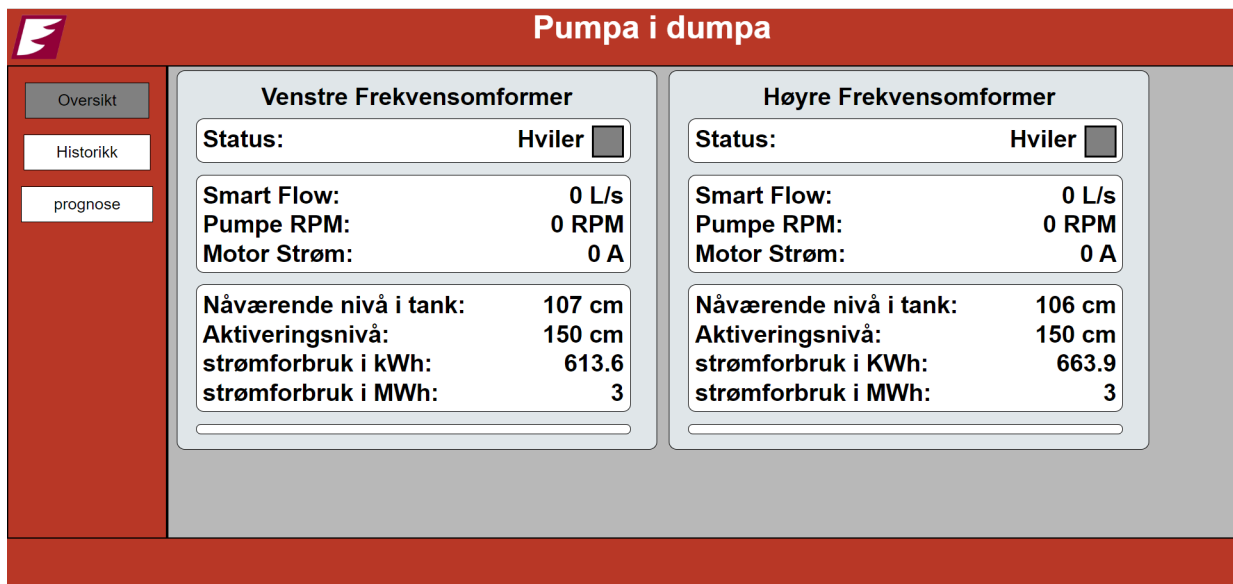 Pumpa i dumpa
Oversikt
Historikk
prognose
Venstre Frekvensomformer
Status: Hviler
Smart Flow: 0 L/s
Pumpe RPM: 0 RPM
Motor Strøm: 0 A
Nåværende nivå i tank: 107 cm
Aktiveringsnivå: 150 cm
strømforbruk i kWh: 613.6
strømforbruk i MWh: 3
Høyre Frekvensomformer
Status: Hviler
Smart Flow: 0 L/s
Pumpe RPM: 0 RPM
Motor Strøm: 0 A
Nåværende nivå i tank: 106 cm
Aktiveringsnivå: 150 cm
strømforbruk i KWh: 663.9
strømforbruk i MWh: 3